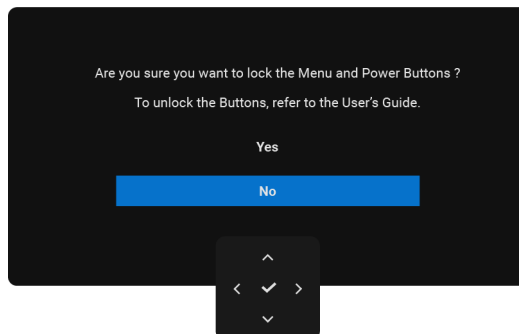 Are you sure you want to lock the Menu and Power Buttons ?
To unlock the Buttons, refer to the User’s Guide.
Yes
No